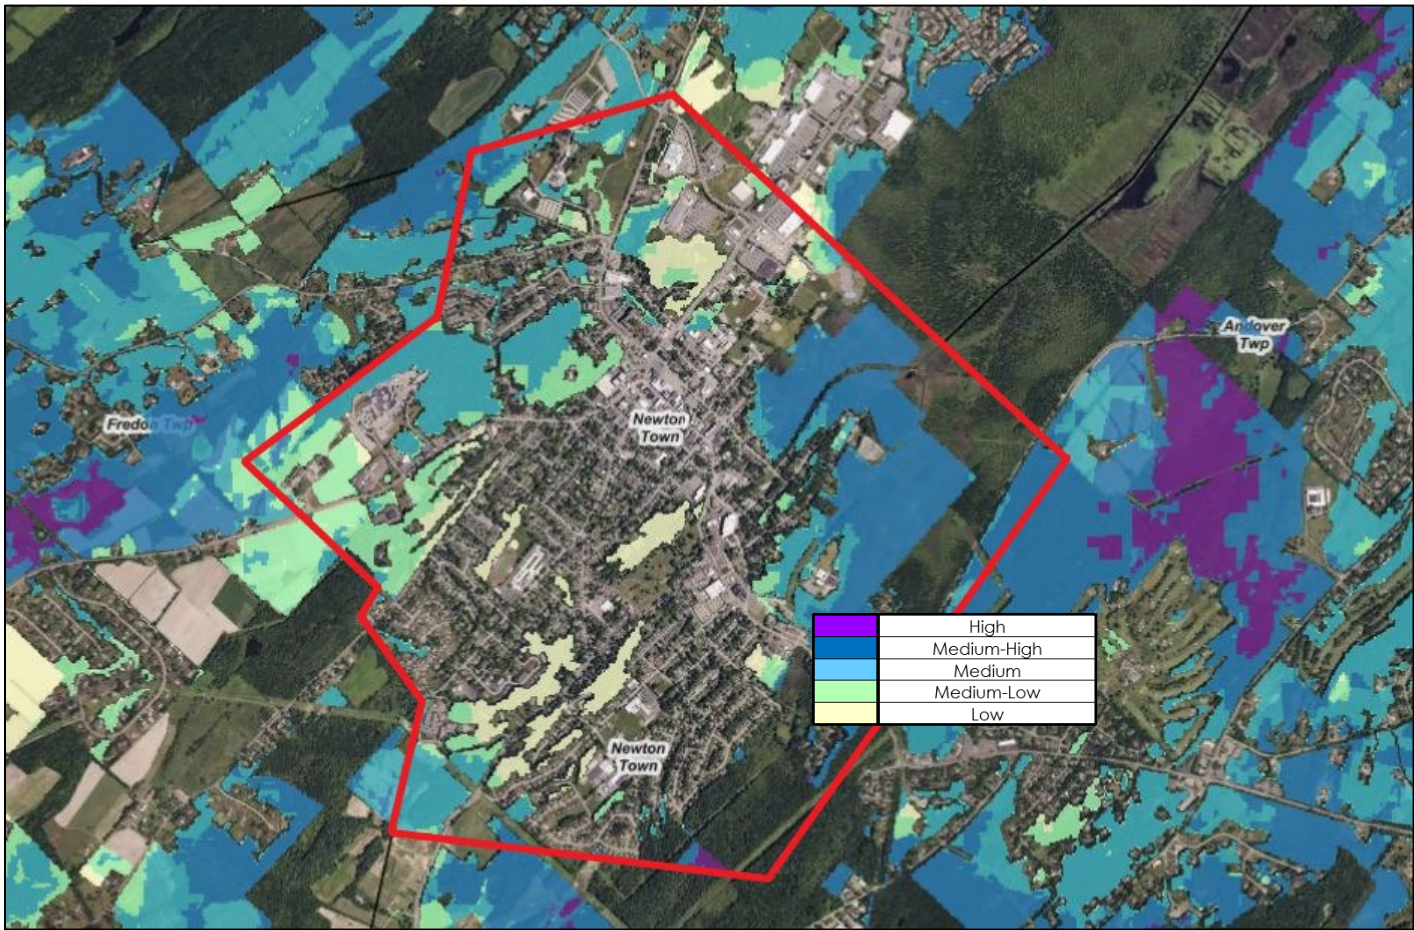 Andover
Twp
Fredon Twp
Newton
Town
High
Medium-High
Medium
Medium-Low
Low
Newton
Town